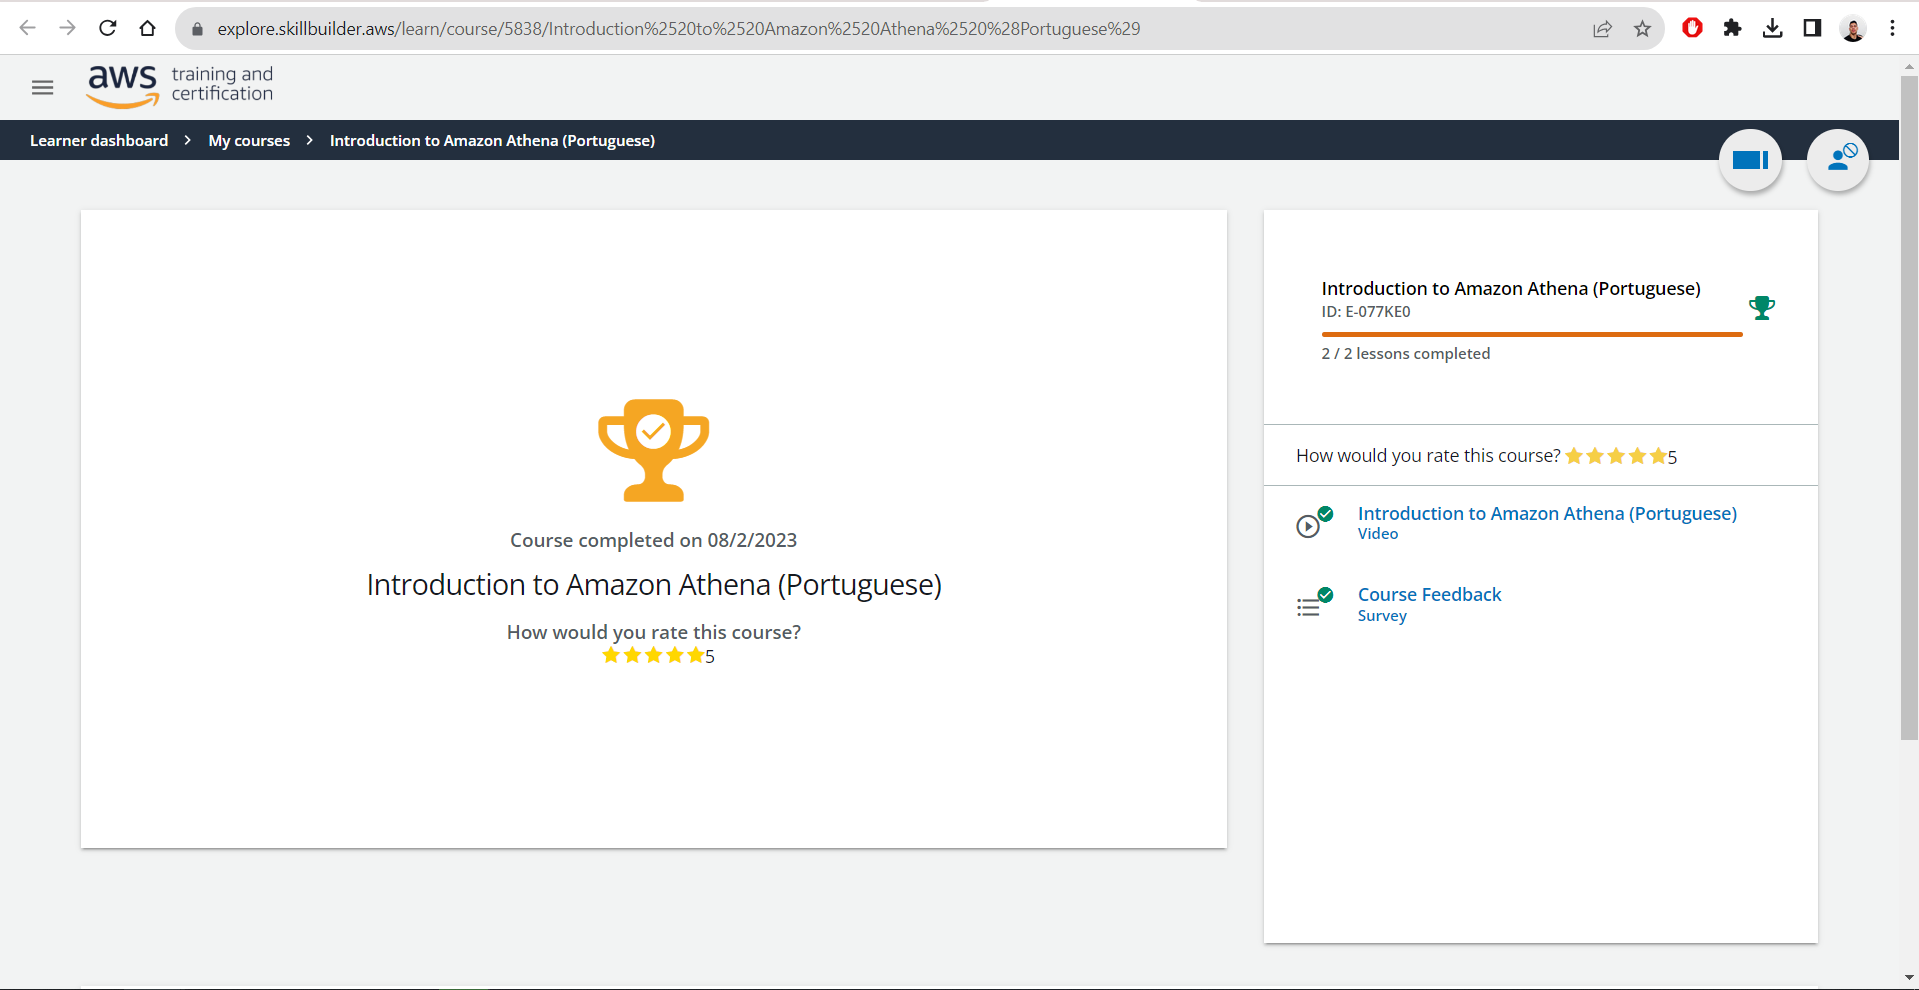 explore.skillbuilder.aws/learn/course/5838/Introduction%2520to%2520Amazon%2520Athena%2520%28Portuguese%29
aws training and certification
Learner dashboard > My courses > Introduction to Amazon Athena (Portuguese)
Course completed on 08/2/2023
Introduction to Amazon Athena (Portuguese)
How would you rate this course?
5
Introduction to Amazon Athena (Portuguese)
ID: E-077KE0
2 / 2 lessons completed
How would you rate this course? 5
Introduction to Amazon Athena (Portuguese)
Video
Course Feedback
Survey